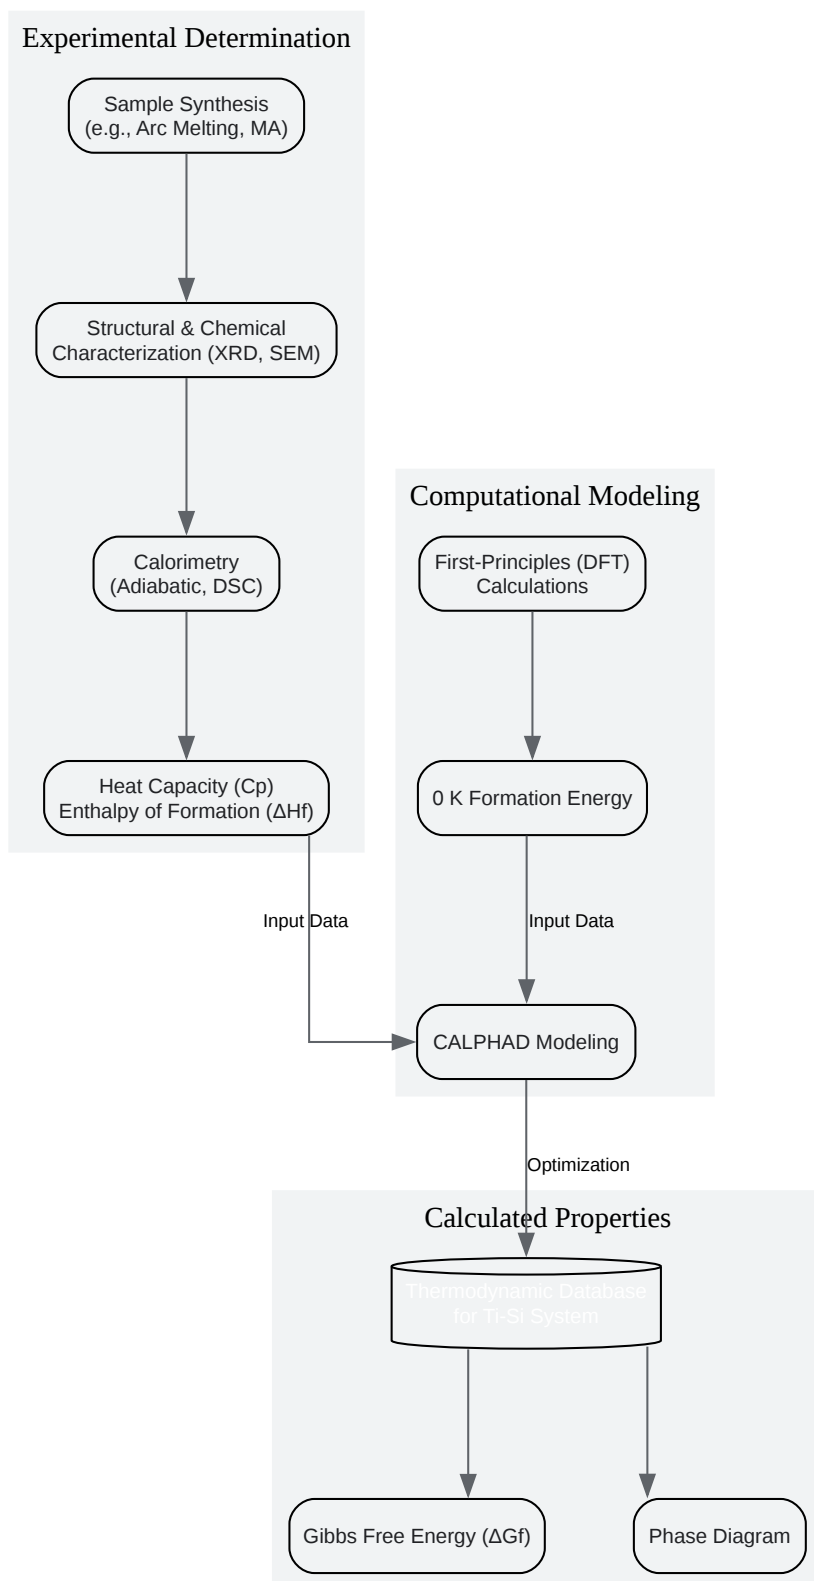 Experimental Determination
Sample Synthesis
(e.g., Arc Melting, MA)
Structural & Chemical
Characterization (XRD, SEM)
Calorimetry
(Adiabatic, DSC)
Heat Capacity (Cp)
Enthalpy of Formation (ΔHf)
Input Data
Computational Modeling
First-Principles (DFT)
Calculations
0 K Formation Energy
Input Data
CALPHAD Modeling
Optimization
Calculated Properties
Thermodynamic Database
for Ti-Si System
Gibbs Free Energy (ΔGf)
Phase Diagram